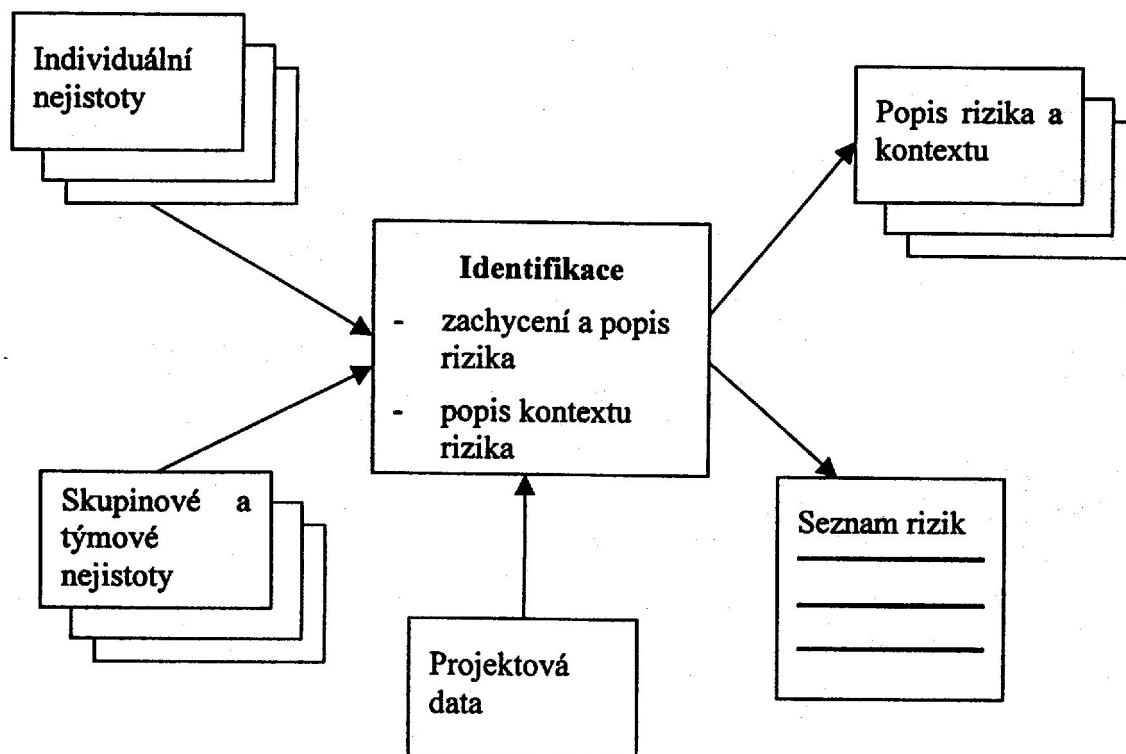 Individuální
nejistoty
Popis rizika a
kontextu
Identifikace
- zachycení a popis
rizika
- popis kontextu
rizika
Skupinové a
týmové
nejistoty
Seznam rizik
Projektová
data